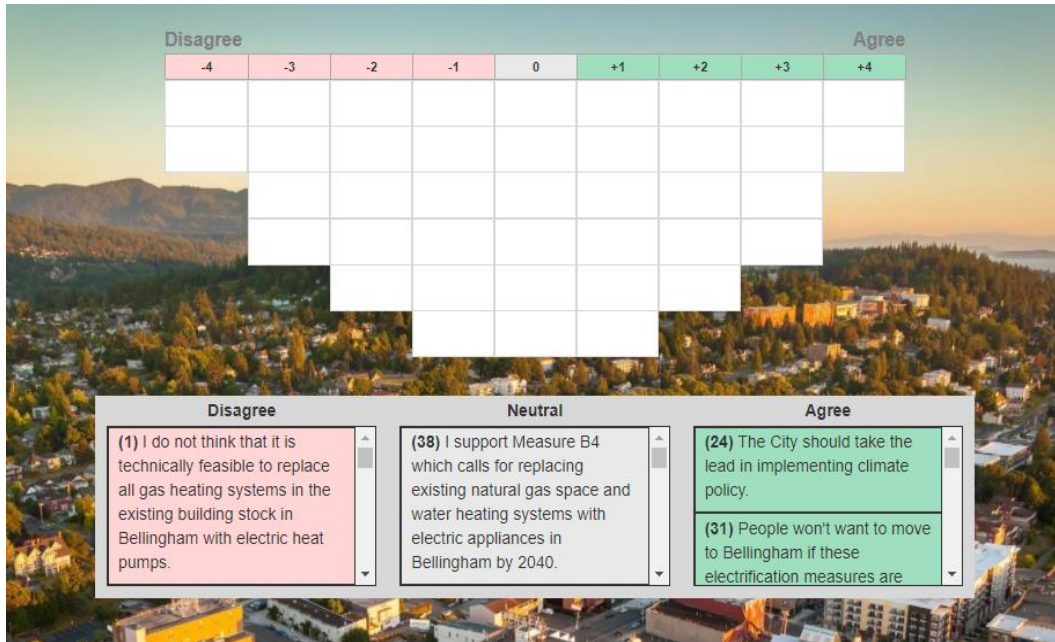 Disagree Agree
-4 -3 -2 -1 0 +1 +2 +3 +4
Disagree
(1) I do not think that it is
technically feasible to replace
all gas heating systems in the
existing building stock in
Bellingham with electric heat
pumps.
Neutral
(38) I support Measure B4
which calls for replacing
existing natural gas space and
water heating systems with
electric appliances in
Bellingham by 2040.
Agree
(24) The City should take the
lead in implementing climate
policy.
(31) People won't want to move
to Bellingham if these
electrification measures are